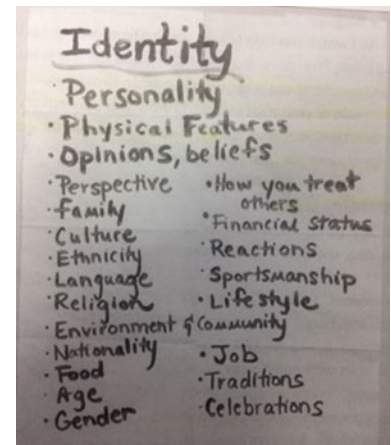 Identity
· Personality
· Physical Features
· Opinions, beliefs
· Perspective
· family
· Culture
· Ethnicity
· Language
· Religion
· Environment & Community
· Nationality
· Food
· Age
· Gender
· How you treat
others
· Financial status
· Reactions
· Sportsmanship
· Lifestyle
· Job
· Traditions
· Celebrations